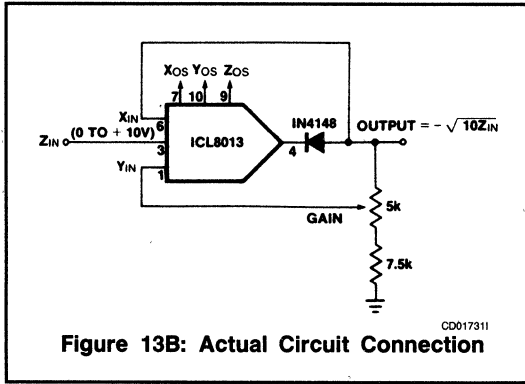 XOS YOS ZOS
7 10 9
XIN
6
ZIN (0 TO + 10V)
3
ICL8013
4
IN4148
OUTPUT = - √10ZIN
YIN
1
GAIN
5k
7.5k
CD01731I
Figure 13B: Actual Circuit Connection